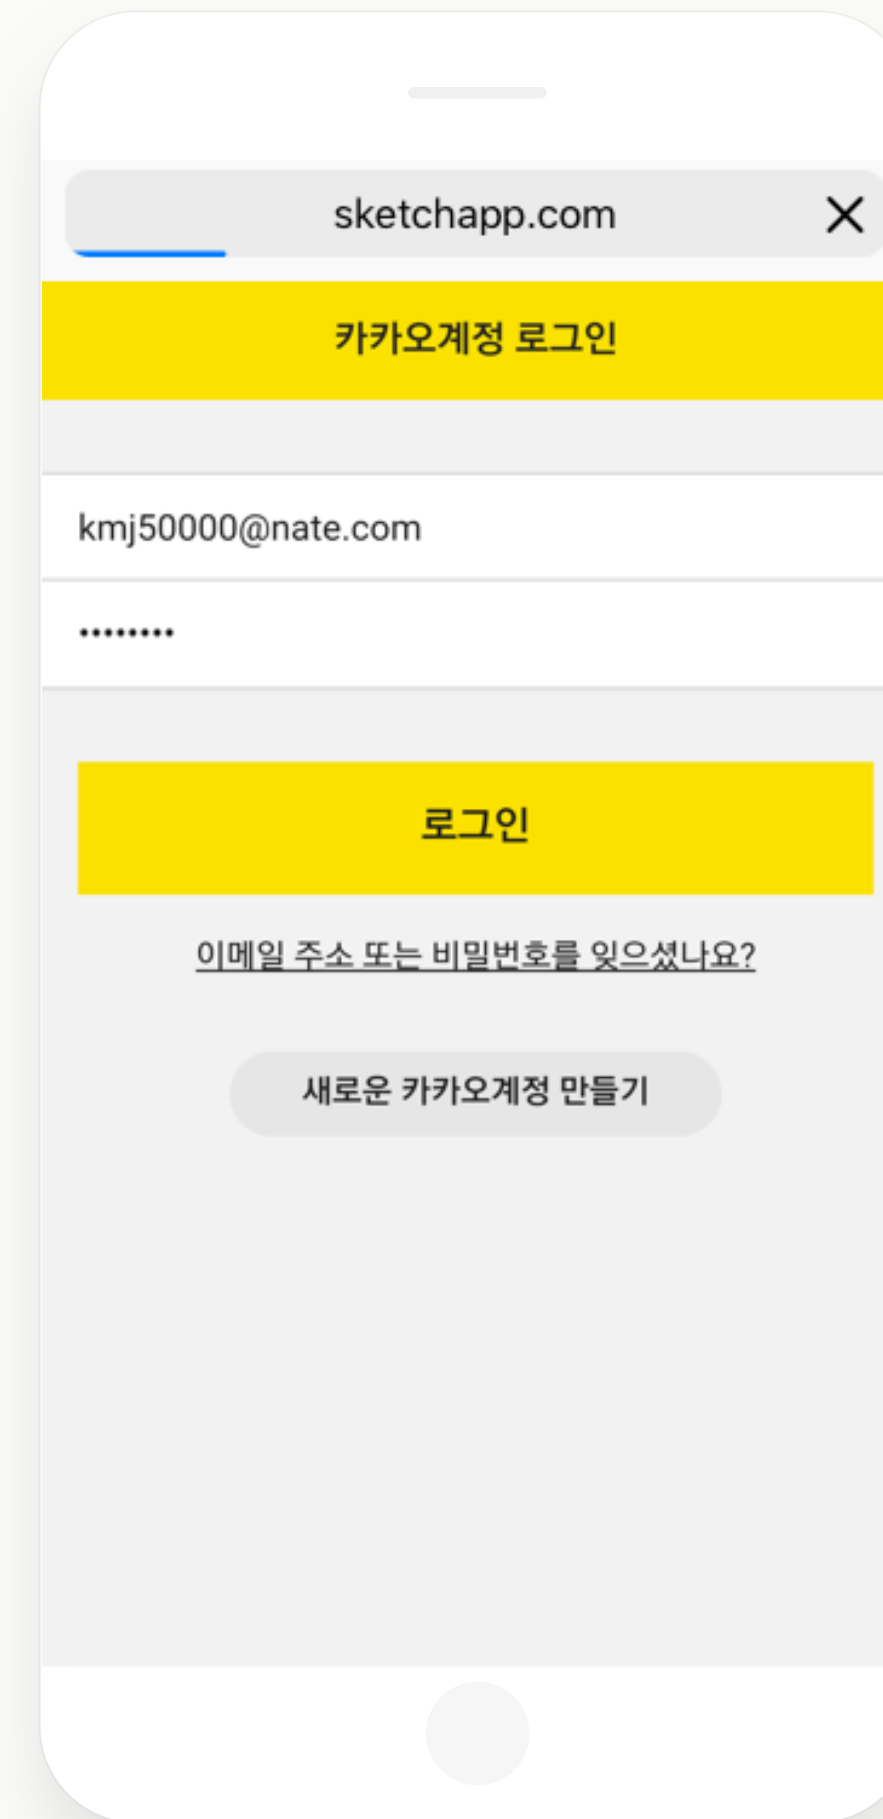 sketchapp.com
카카오계정 로그인
kmj50000@nate.com
••••••••
로그인
이메일 주소 또는 비밀번호를 잊으셨나요?
새로운 카카오계정 만들기